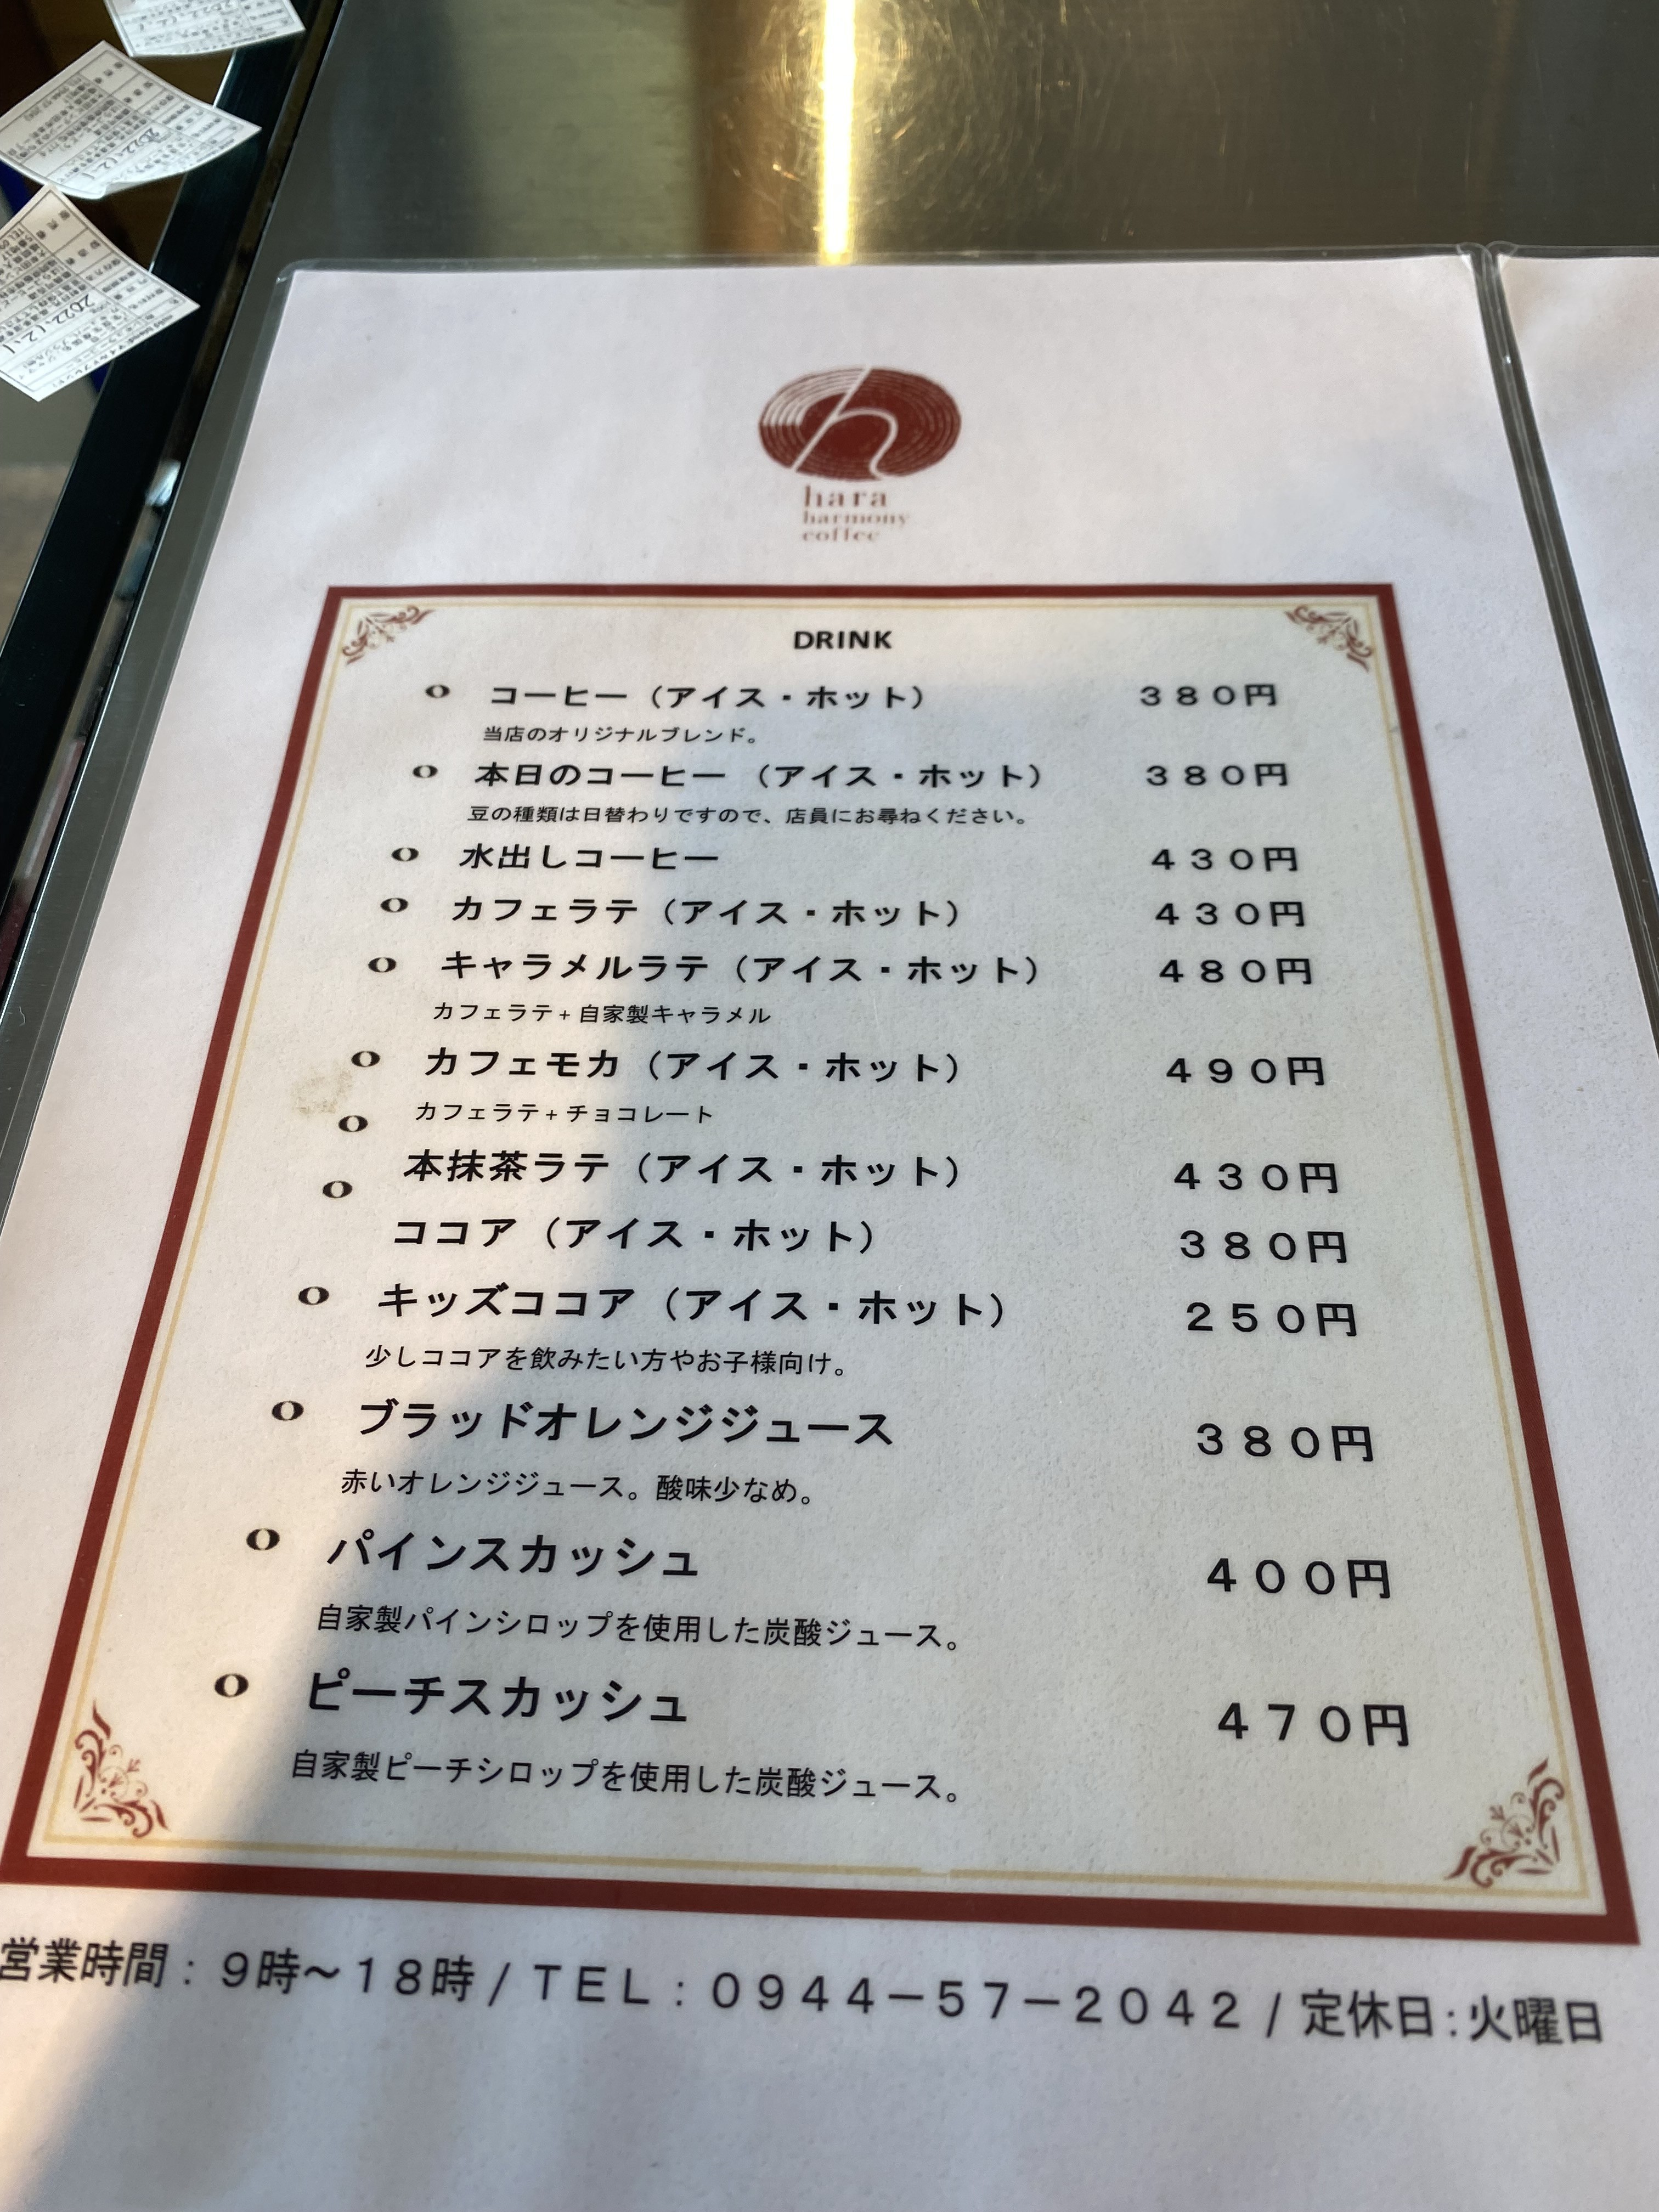 hara
harmony
coffee
DRINK
コーヒー（アイス・ホット） 380円
当店のオリジナルブレンド。
本日のコーヒー（アイス・ホット） 380円
豆の種類は日替わりですので、店員にお尋ねください。
水出しコーヒー 430円
カフェラテ（アイス・ホット） 430円
キャラメルラテ（アイス・ホット） 480円
カフェラテ+自家製キャラメル
カフェモカ（アイス・ホット） 490円
カフェラテ+チョコレート
本抹茶ラテ（アイス・ホット） 430円
ココア（アイス・ホット） 380円
キッズココア（アイス・ホット） 250円
少しココアを飲みたい方やお子様向け。
ブラッドオレンジジュース 380円
赤いオレンジジュース。酸味少なめ。
パインスカッシュ 400円
自家製パインシロップを使用した炭酸ジュース。
ピーチスカッシュ 470円
自家製ピーチシロップを使用した炭酸ジュース。
営業時間：9時～18時/TEL：0944－57－2042/定休日：火曜日